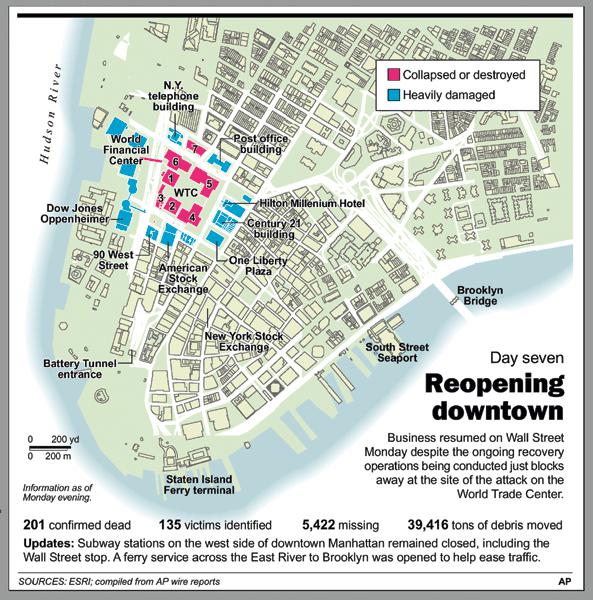 Hudson River
N.Y.
telephone
building
Collapsed or destroyed
Heavily damaged
World
Financial
Center
Post office
building
7
6
5
1
WTC
3
2
4
Hilton Millenium Hotel
Dow Jones
Oppenheimer
Century 21
building
90 West
Street
American
Stock
Exchange
One Liberty
Plaza
Brooklyn
Bridge
New York Stock
Exchange
South Street
Seaport
Battery Tunnel
entrance
Day seven
Reopening
downtown
Business resumed on Wall Street
Monday despite the ongoing recovery
operations being conducted just blocks
away at the site of the attack on the
World Trade Center.
0 200 yd
0 200 m
Staten Island
Ferry terminal
Information as of
Monday evening.
201 confirmed dead 135 victims identified 5,422 missing 39,416 tons of debris moved
Updates: Subway stations on the west side of downtown Manhattan remained closed, including the
Wall Street stop. A ferry service across the East River to Brooklyn was opened to help ease traffic.
SOURCES: ESRI; compiled from AP wire reports AP